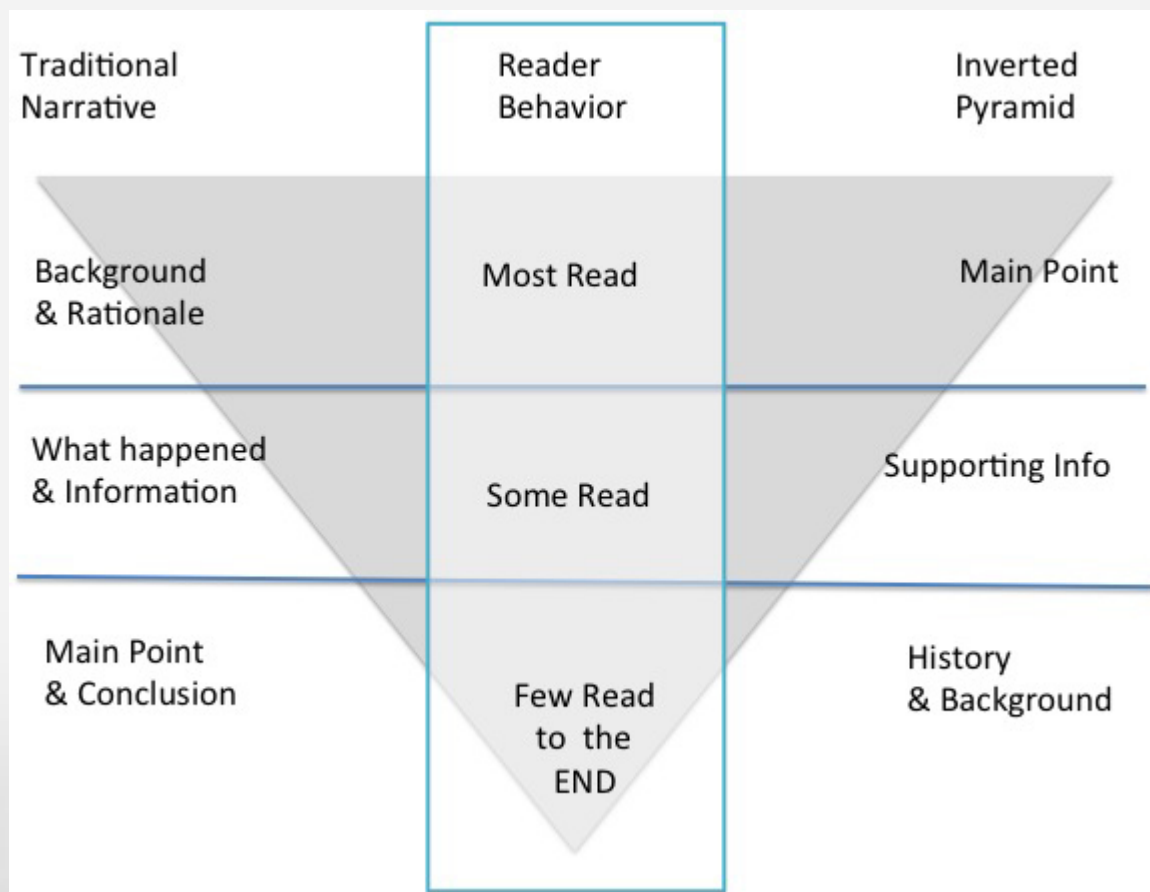 Traditional
Narrative
Reader
Behavior
Inverted
Pyramid
Background
& Rationale
Most Read
Main Point
What happened
& Information
Some Read
Supporting Info
Main Point
& Conclusion
Few Read
to the
END
History
& Background